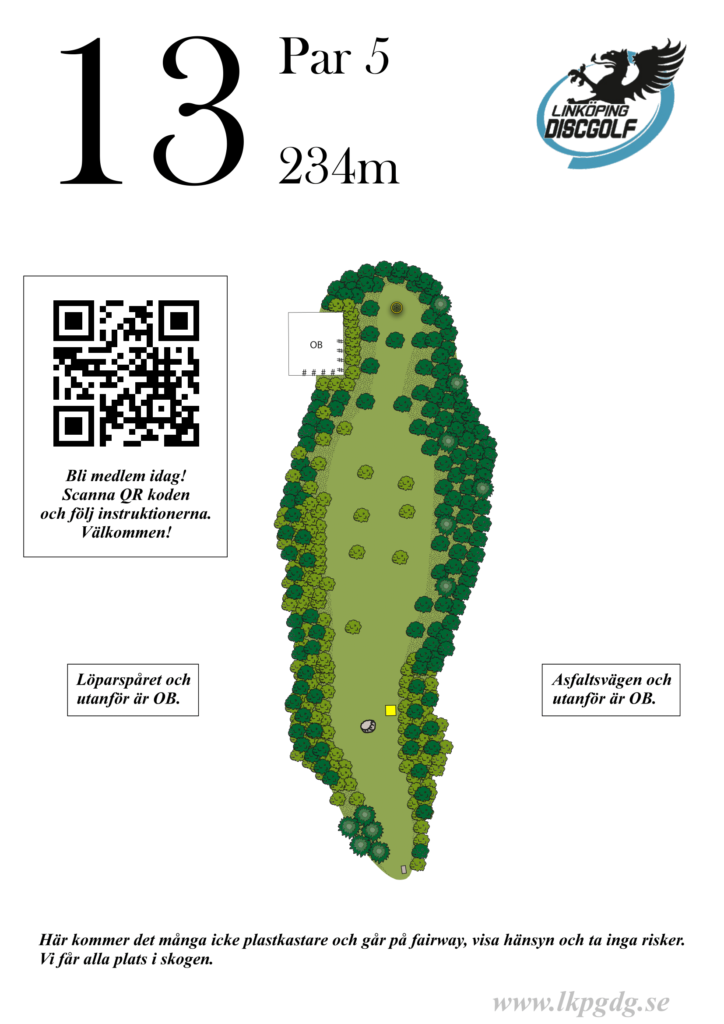 13
Par 5
234m
LINKÖPING
DISCGOLF
OB
# # # #
Bli medlem idag!
Scanna QR koden
och följ instruktionerna.
Välkommen!
Löparspåret och
utanför är OB.
Asfaltsvägen och
utanför är OB.
Här kommer det många icke plastkastare och går på fairway, visa hänsyn och ta inga risker.
Vi får alla plats i skogen.
www.lkpgdg.se